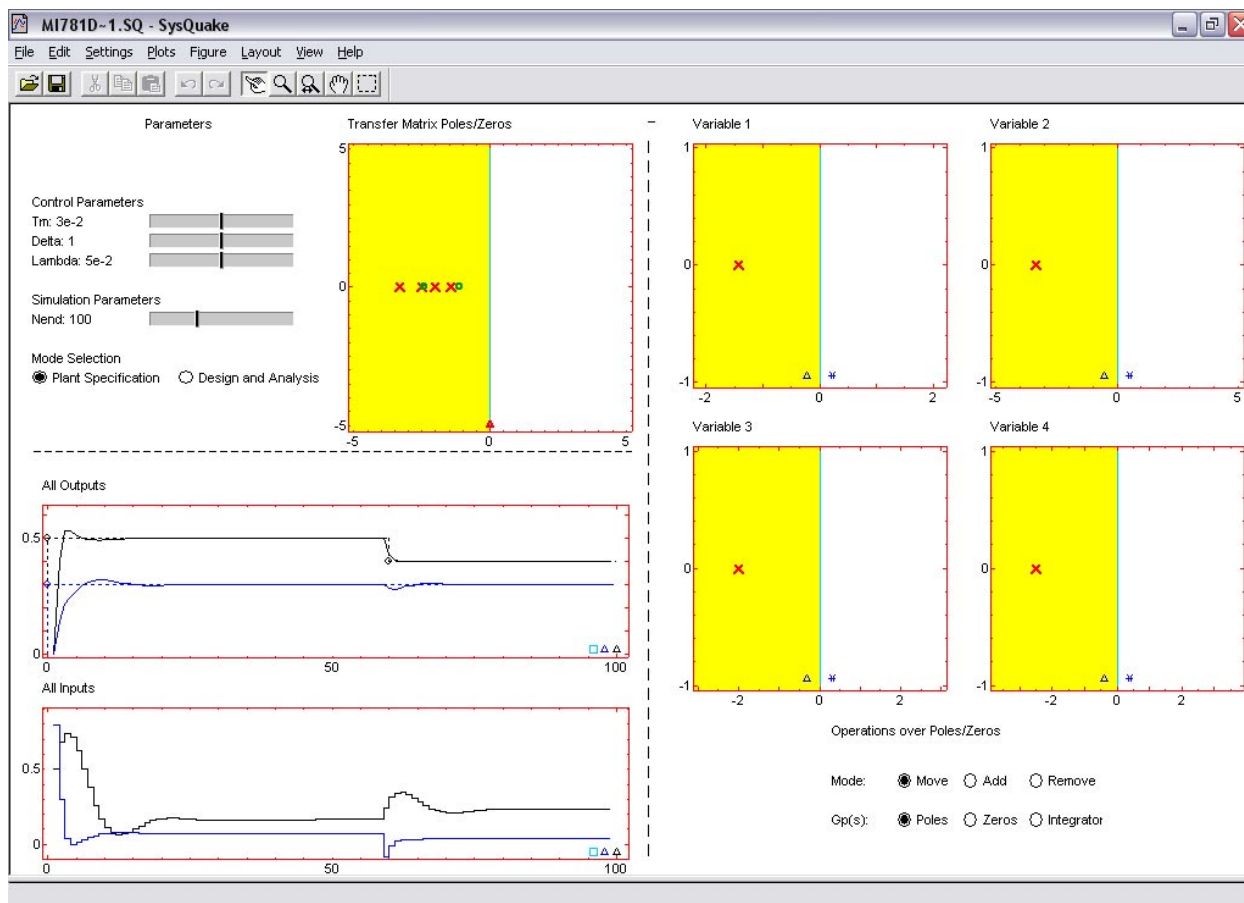 MI781D~1.SQ - SysQuake
File Edit Settings Plots Figure Layout View Help
Parameters
Control Parameters
Tm: 3e-2
Delta: 1
Lambda: 5e-2
Simulation Parameters
Nend: 100
Mode Selection
Plant Specification Design and Analysis
Transfer Matrix Poles/Zeros
5
0
-5
-5 0 5
All Outputs
0.5
0
0 50 100
All Inputs
0.5
0
0 50 100
Variable 1
1
0
-1
-2 0 2
Variable 2
1
0
-1
-5 0 5
Variable 3
1
0
-1
-2 0 2
Variable 4
1
0
-1
-2 0 2
Operations over Poles/Zeros
Mode: Move Add Remove
Gp(s): Poles Zeros Integrator